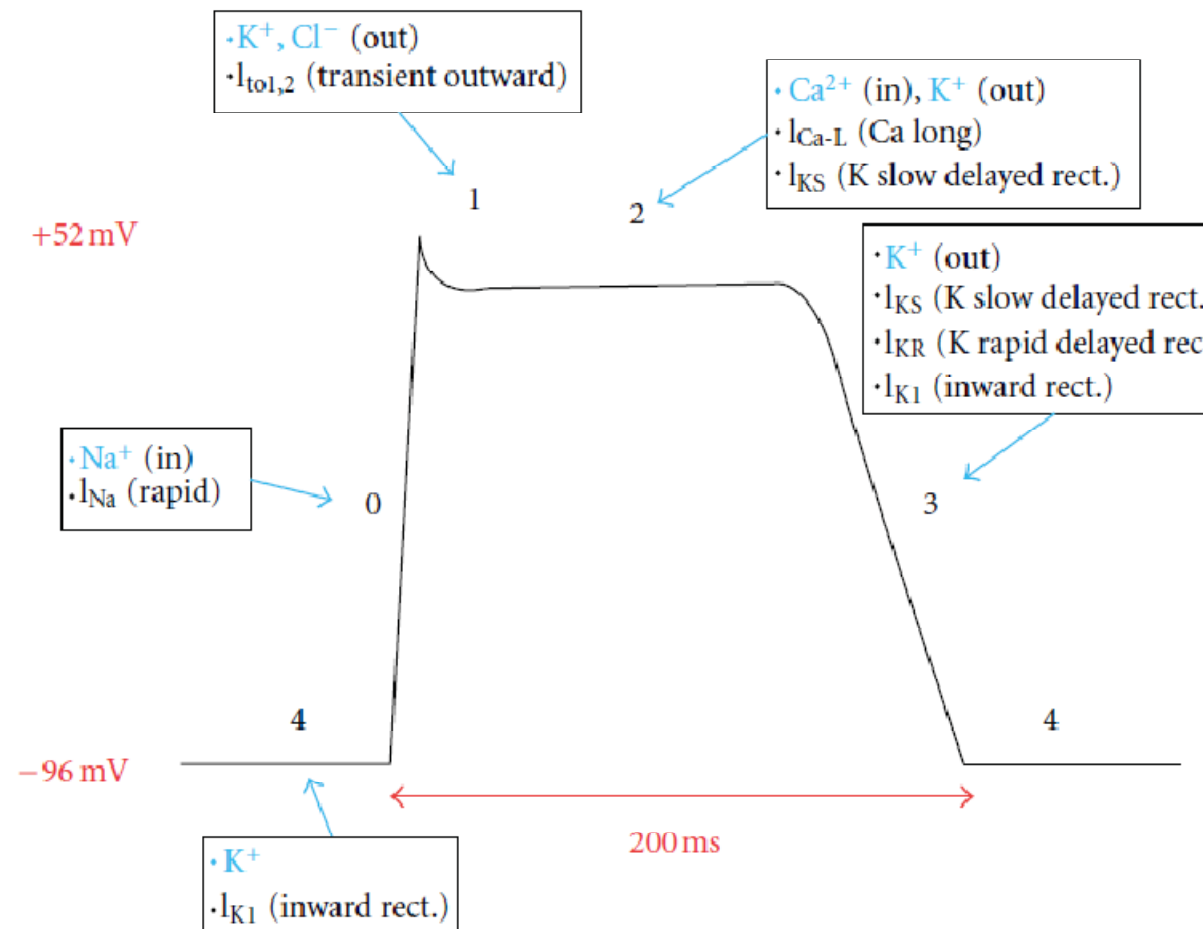 ·K⁺, Cl⁻ (out)
·I_to1,2 (transient outward)
· Ca²⁺ (in), K⁺ (out)
· I_Ca-L (Ca long)
· I_KS (K slow delayed rect.)
1
2
+52 mV
·K⁺ (out)
·I_KS (K slow delayed rect.
·I_KR (K rapid delayed rec
·I_K1 (inward rect.)
·Na⁺ (in)
·I_Na (rapid)
0
3
4
4
−96 mV
200 ms
·K⁺
·I_K1 (inward rect.)